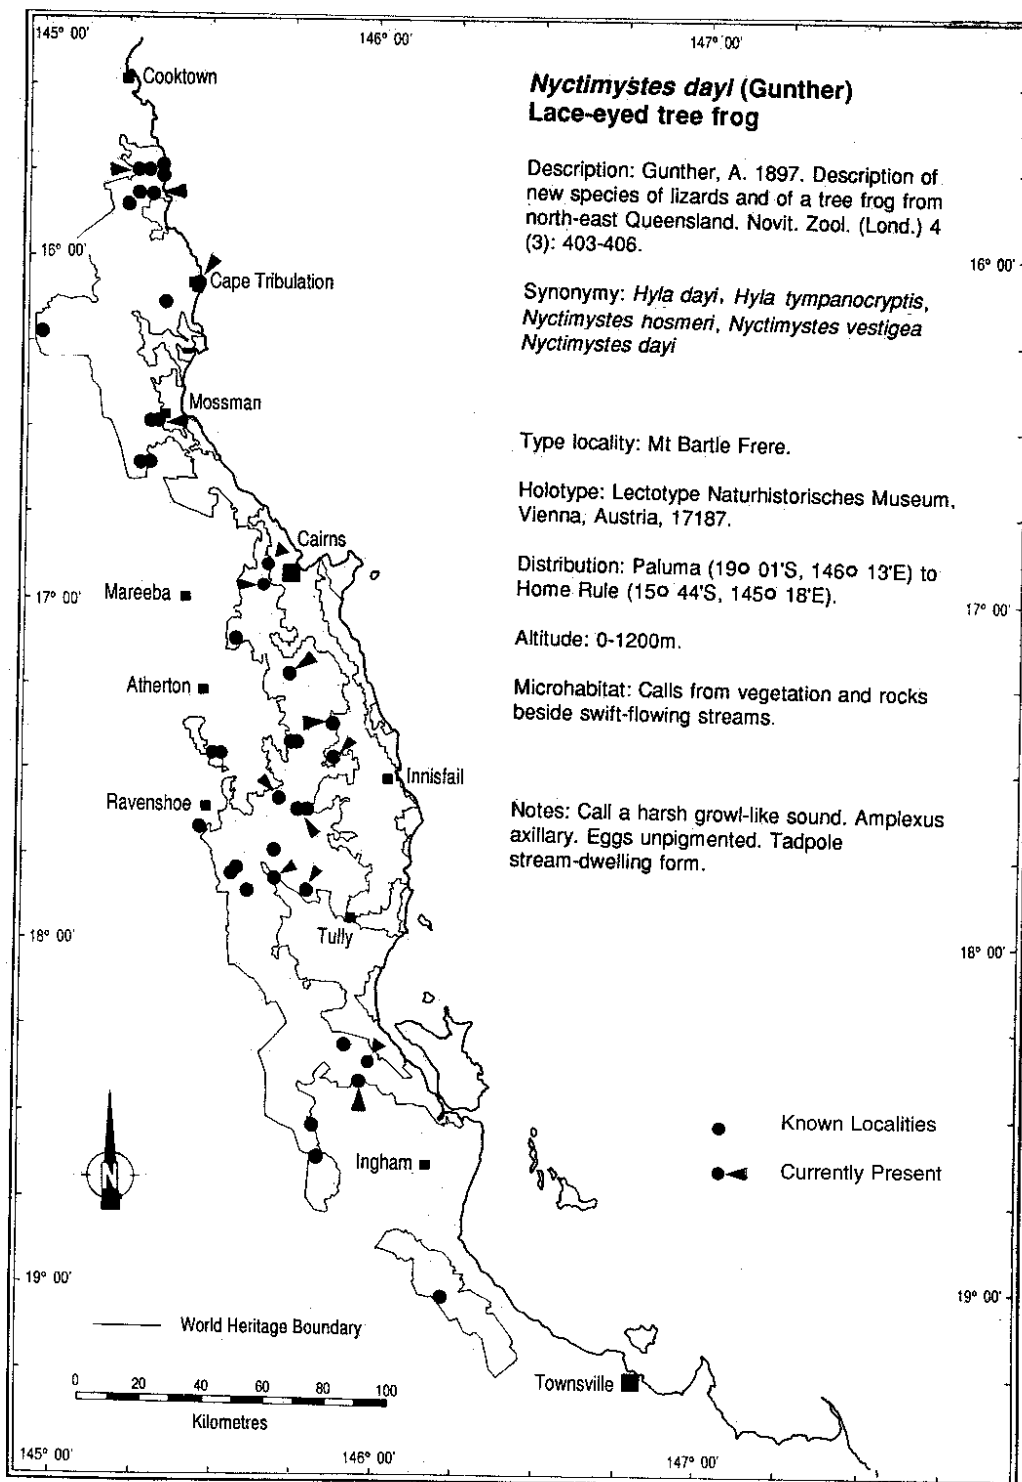 145° 00'
146° 00'
147° 00'
Cooktown
Nyctimystes dayi (Gunther)
Lace-eyed tree frog
Description: Gunther, A. 1897. Description of
new species of lizards and of a tree frog from
north-east Queensland. Novit. Zool. (Lond.) 4
(3): 403-406.
16° 00'
16° 00'
Cape Tribulation
Synonymy: Hyla dayi, Hyla tympanocryptis,
Nyctimystes hosmeri, Nyctimystes vestigea
Nyctimystes dayi
Mossman
Type locality: Mt Bartle Frere.
Holotype: Lectotype Naturhistorisches Museum,
Vienna, Austria, 17187.
Cairns
Distribution: Paluma (19o 01'S, 146o 13'E) to
Home Rule (15o 44'S, 145o 18'E).
Mareeba
17° 00'
17° 00'
Altitude: 0-1200m.
Atherton
Microhabitat: Calls from vegetation and rocks
beside swift-flowing streams.
Innisfail
Ravenshoe
Notes: Call a harsh growl-like sound. Amplexus
axillary. Eggs unpigmented. Tadpole
stream-dwelling form.
Tully
18° 00'
18° 00'
Known Localities
N
Ingham
Currently Present
19° 00'
19° 00'
World Heritage Boundary
Townsville
0 20 40 60 80 100
Kilometres
145° 00'
146° 00'
147° 00'